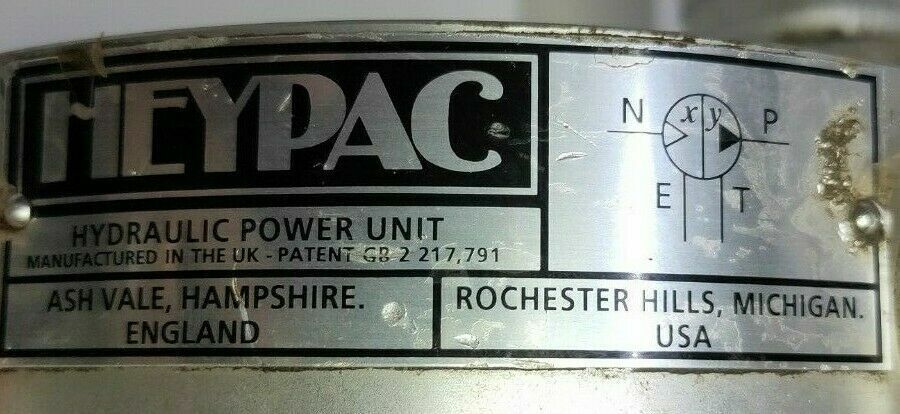 HEYPAC
HYDRAULIC POWER UNIT
MANUFACTURED IN THE UK - PATENT GB 2 217,791
ASH VALE, HAMPSHIRE.
ENGLAND
ROCHESTER HILLS, MICHIGAN.
USA
N x y P
E T